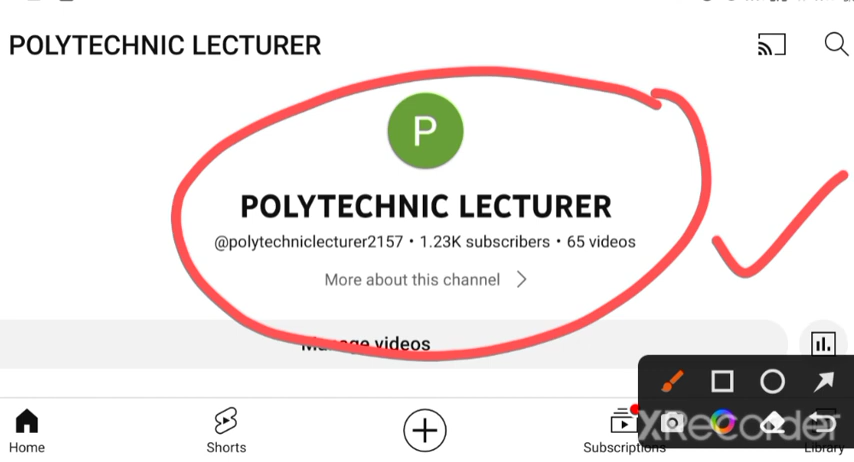 POLYTECHNIC LECTURER
P
POLYTECHNIC LECTURER
@polytechniclecturer2157 • 1.23K subscribers • 65 videos
More about this channel
Manage videos
XRecorder
Home
Shorts
Subscriptions
Library